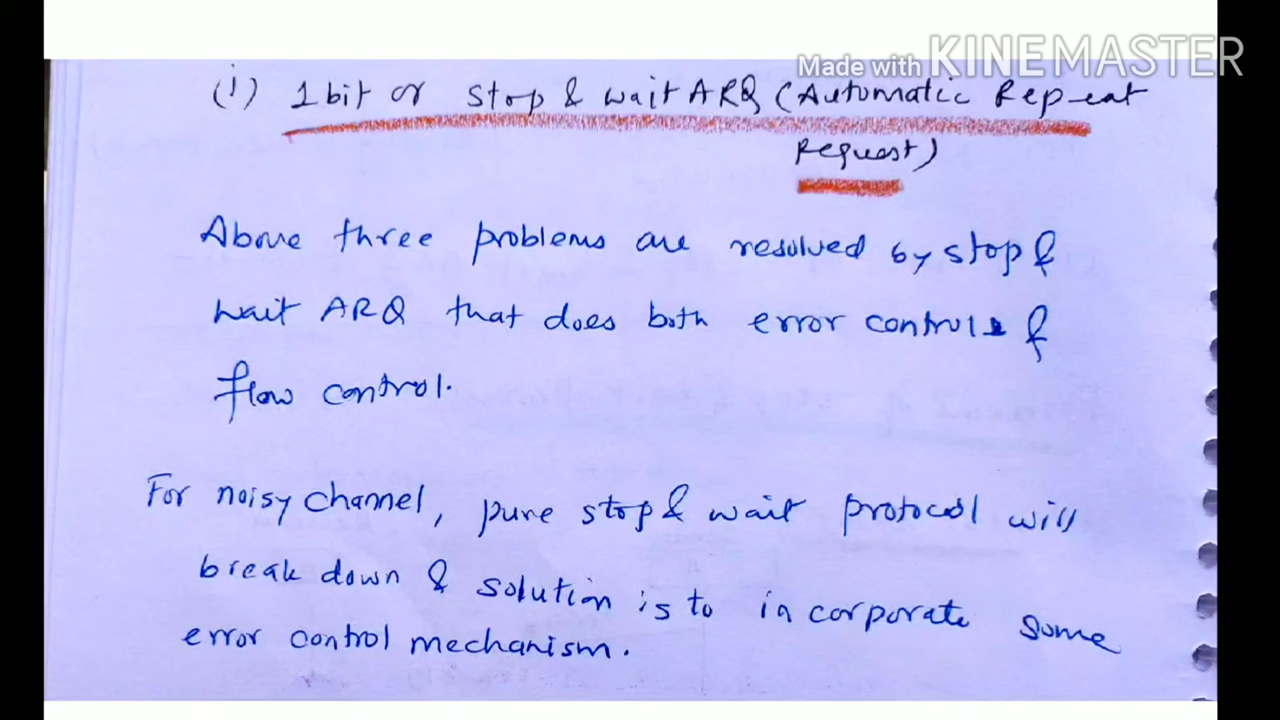 Made with KINEMASTER
(i) 1 bit or Stop & wait ARQ (Automatic Repeat
Request)
Above three problems are resolved by stop &
wait ARQ that does both error control &
flow control.
For noisy channel, pure stop & wait protocol will
break down & solution is to incorporate some
error control mechanism.